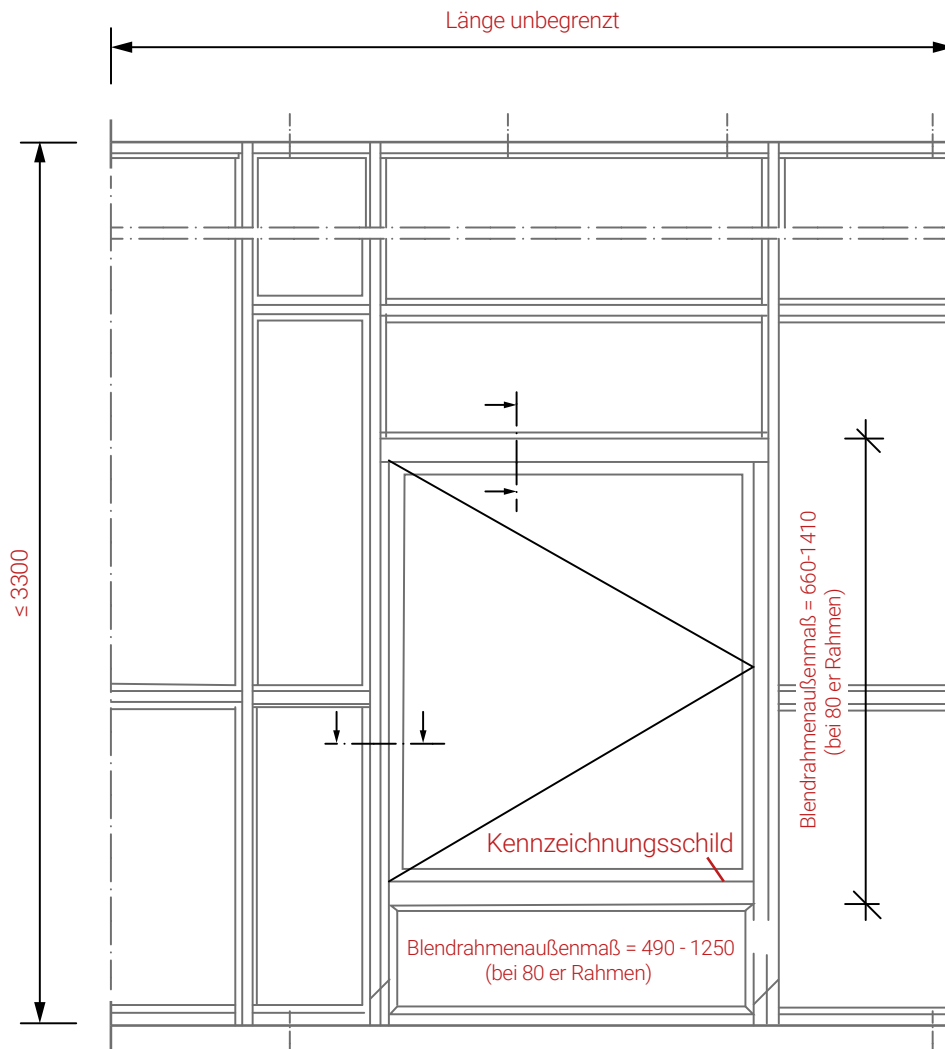 Länge unbegrenzt
≤ 3300
Blendrahmenaußenmaß = 660-1410
(bei 80 er Rahmen)
Kennzeichnungsschild
Blendrahmenaußenmaß = 490 - 1250
(bei 80 er Rahmen)